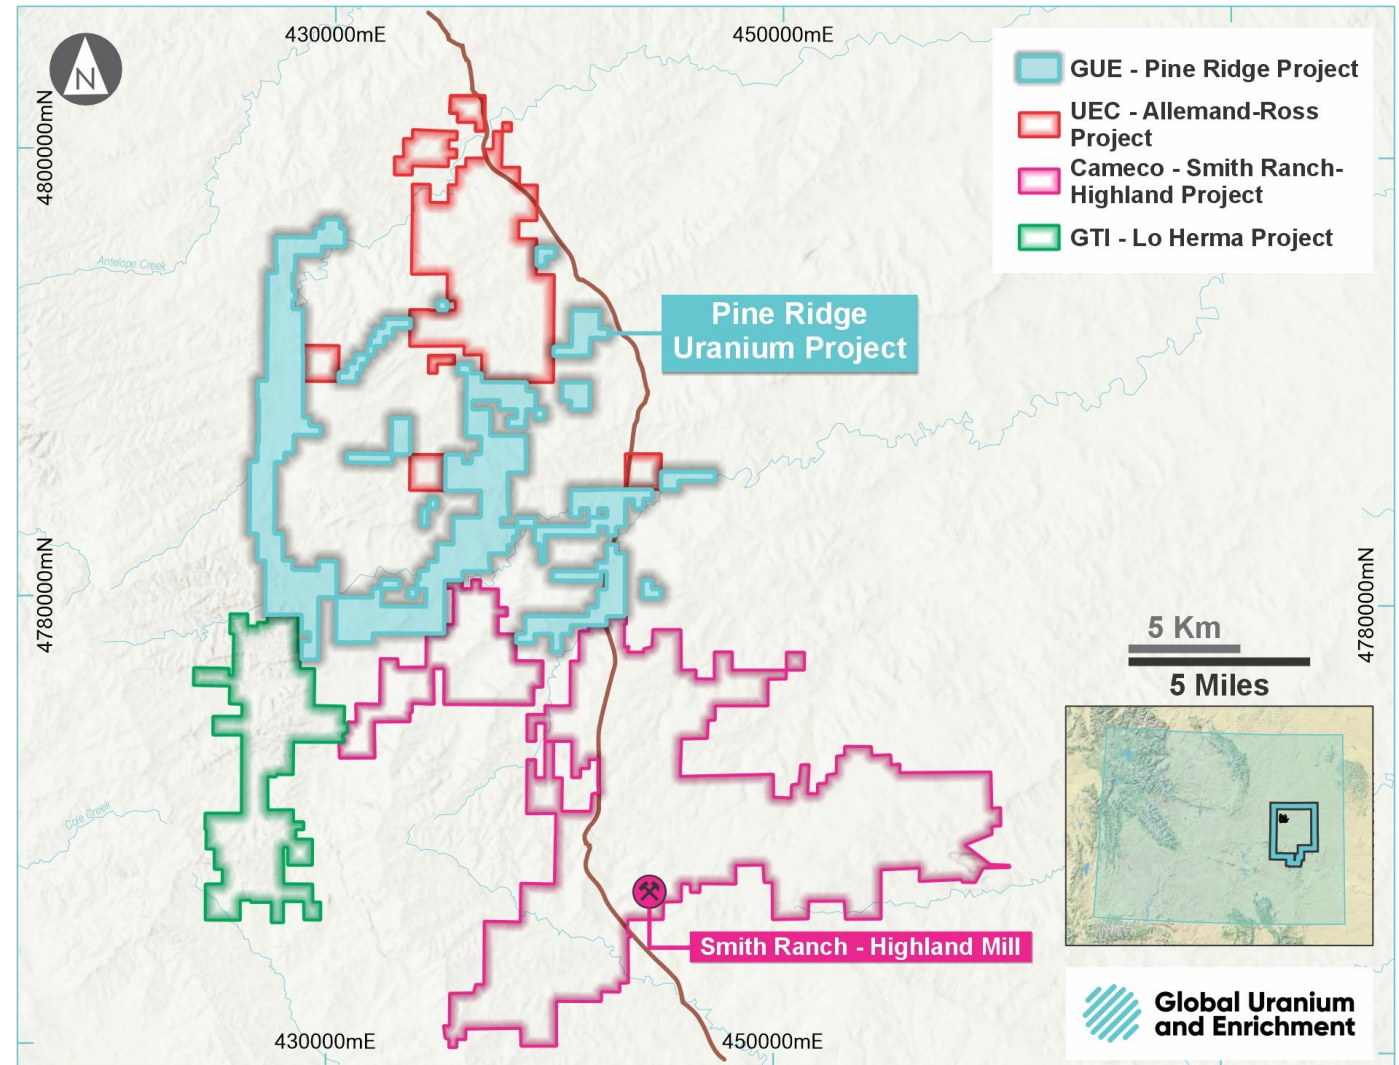 430000mE
450000mE
N
4800000mN
GUE - Pine Ridge Project
UEC - Allemand-Ross
Project
Cameco - Smith Ranch-
Highland Project
GTI - Lo Herma Project
Antelope Creek
Pine Ridge
Uranium Project
4780000mN
4780000mN
5 Km
5 Miles
Cole Creek
Smith Ranch - Highland Mill
Global Uranium
and Enrichment
430000mE
450000mE